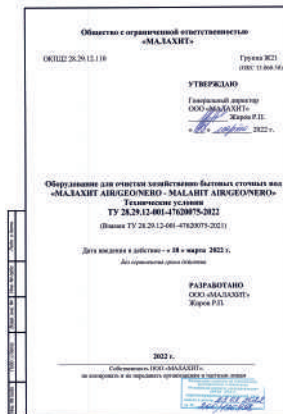 Общество с ограниченной ответственностью
«МАЛАХИТ»
ОКПД2 28.29.12.110
Группа Ж21
УТВЕРЖДАЮ
Генеральный директор
ООО «МАЛАХИТ»
Жиров Р.П.
марта 2022 г.
Оборудование для очистки хозяйственно бытовых сточных вод
«МАЛАХИТ AIR/GEO/NERO - MALAHIT AIR/GEO/NERO»
Технические условия
ТУ 28.29.12-001-47620075-2022
(Взамен ТУ 28.29.12-001-47620075-2021)
Дата введения в действие - « 10 » марта 2022 г.
Без ограничения срока действия
РАЗРАБОТАНО
ООО «МАЛАХИТ»
Жиров Р.П.
2022 г.
Собственность ООО «МАЛАХИТ»:
не копировать и не передавать организациям и частным лицам